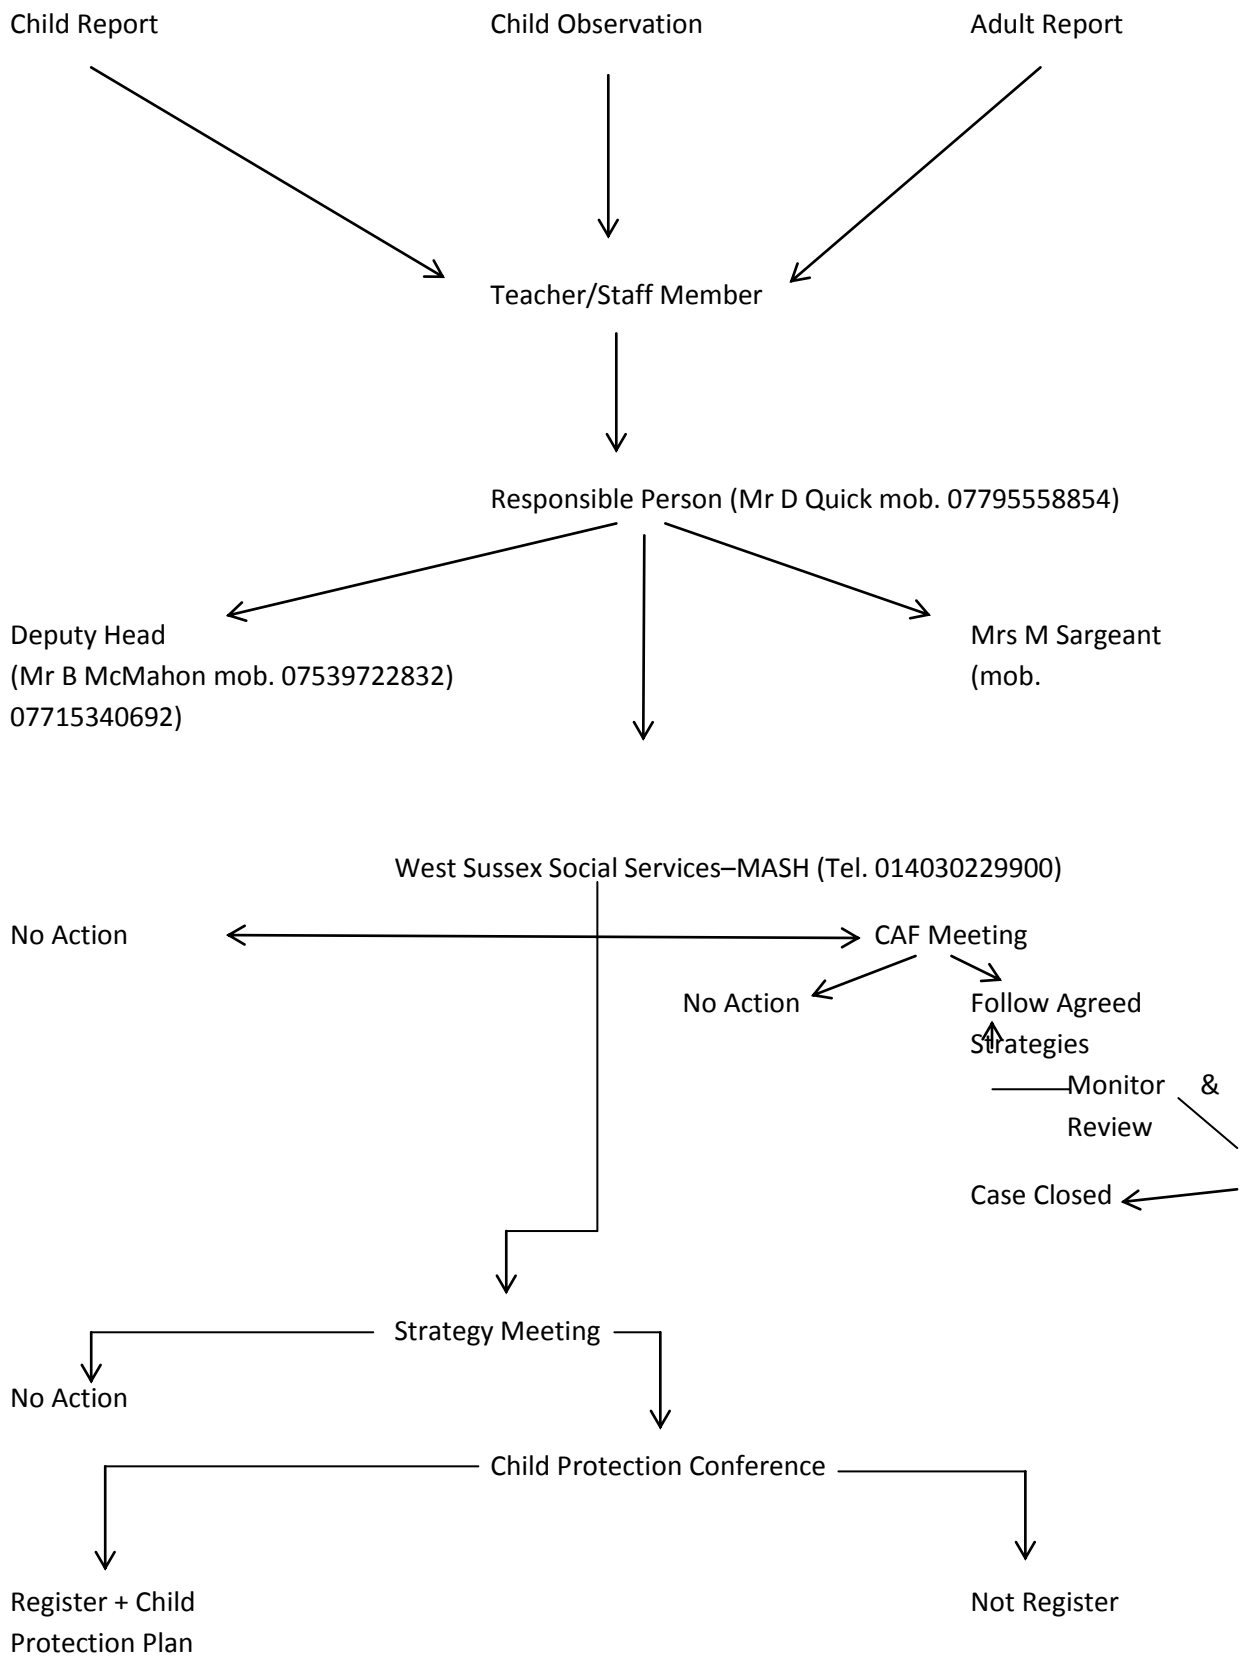 Child Report Child Observation Adult Report
Teacher/Staff Member
Responsible Person (Mr D Quick mob. 07795558854)
Deputy Head Mrs M Sargeant
(Mr B McMahon mob. 07539722832) (mob.
07715340692)
West Sussex Social Services–MASH (Tel. 014030229900)
No Action CAF Meeting
No Action Follow Agreed
Strategies
Monitor &
Review
Case Closed
Strategy Meeting
No Action
Child Protection Conference
Register + Child Not Register
Protection Plan